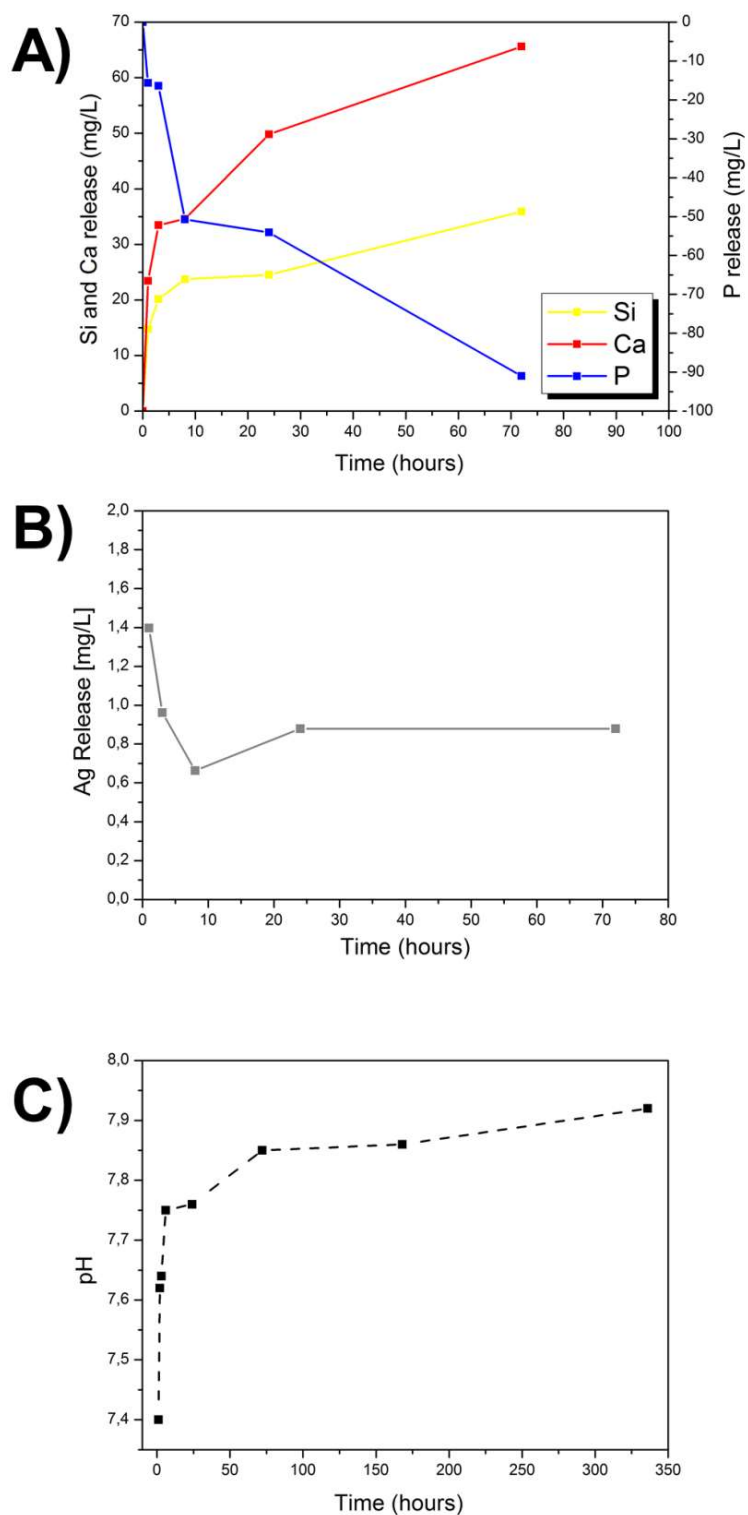 A)
Si and Ca release (mg/L)
70
60
50
40
30
20
10
0
0
-10
-20
-30
-40
-50
-60
-70
-80
-90
-100
P release (mg/L)
Si
Ca
P
0 10 20 30 40 50 60 70 80 90 100
Time (hours)
B)
Ag Release [mg/L]
2,0
1,8
1,6
1,4
1,2
1,0
0,8
0,6
0,4
0,2
0,0
0 10 20 30 40 50 60 70 80
Time (hours)
C)
pH
8,0
7,9
7,8
7,7
7,6
7,5
7,4
0 50 100 150 200 250 300 350
Time (hours)